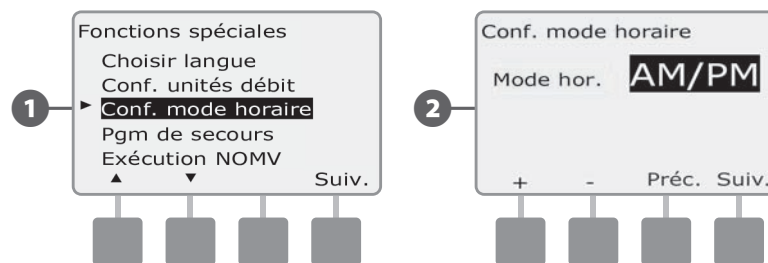 1
Fonctions spéciales
Choisir langue
Conf. unités débit
► Conf. mode horaire
Pgm de secours
Exécution NOMV
▲ ▼ Suiv.
2
Conf. mode horaire
Mode hor. AM/PM
+ - Préc. Suiv.